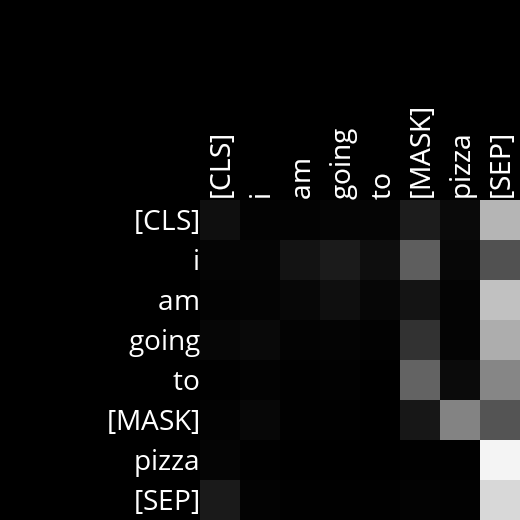 [CLS]
i
am
going
to
[MASK]
pizza
[SEP]
[CLS]
i
am
going
to
[MASK]
pizza
[SEP]